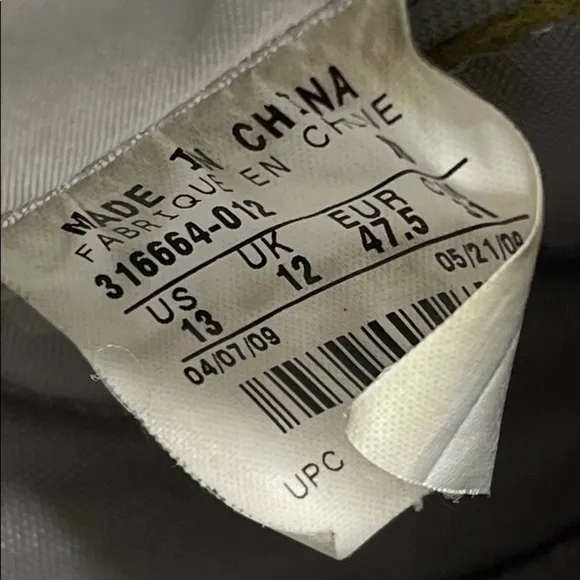 MADE IN CHINA
FABRIQUE EN CHINE
316664-012
US UK EUR
13 12 47.5
04/07/09 05/21/09
UPC